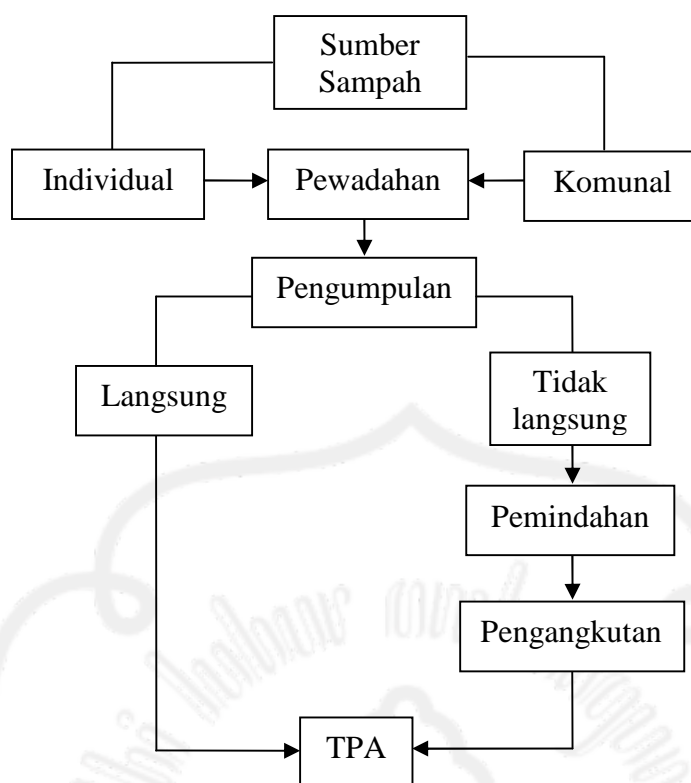 Sumber
Sampah
Individual
Pewadahan
Komunal
Pengumpulan
Langsung
Tidak
langsung
Pemindahan
Pengangkutan
TPA